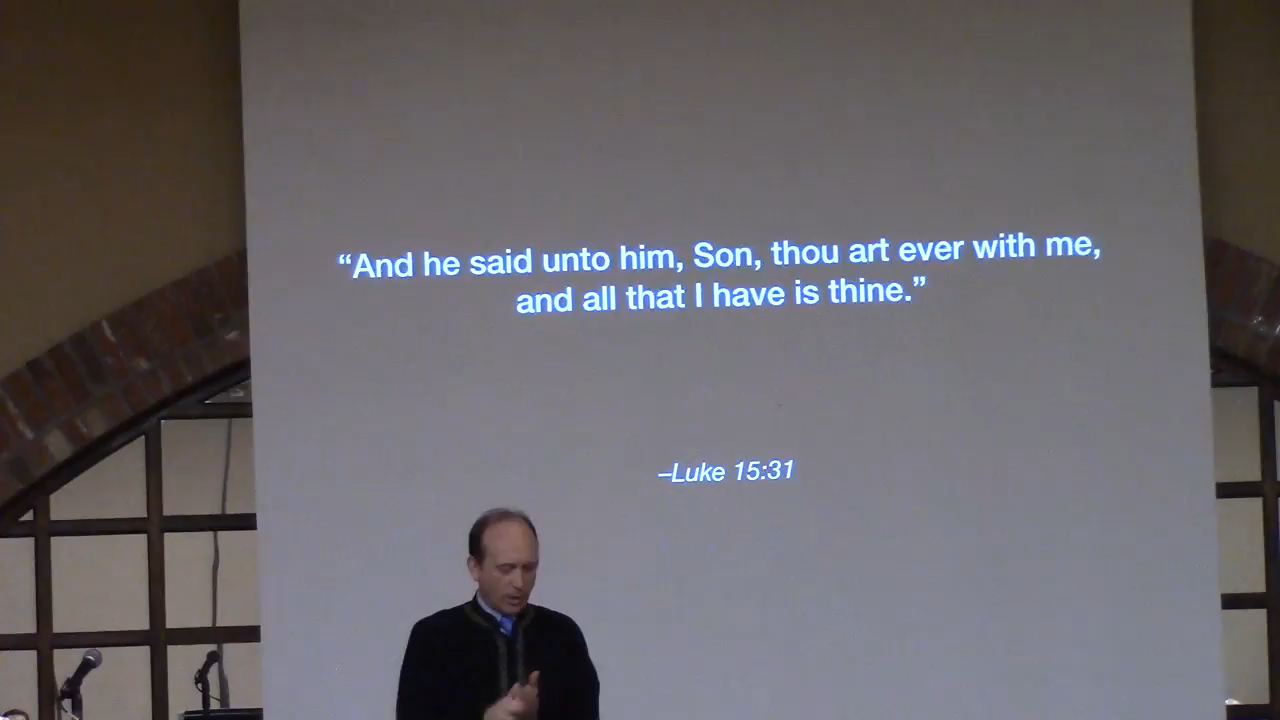 “And he said unto him, Son, thou art ever with me,
and all that I have is thine.”
–Luke 15:31